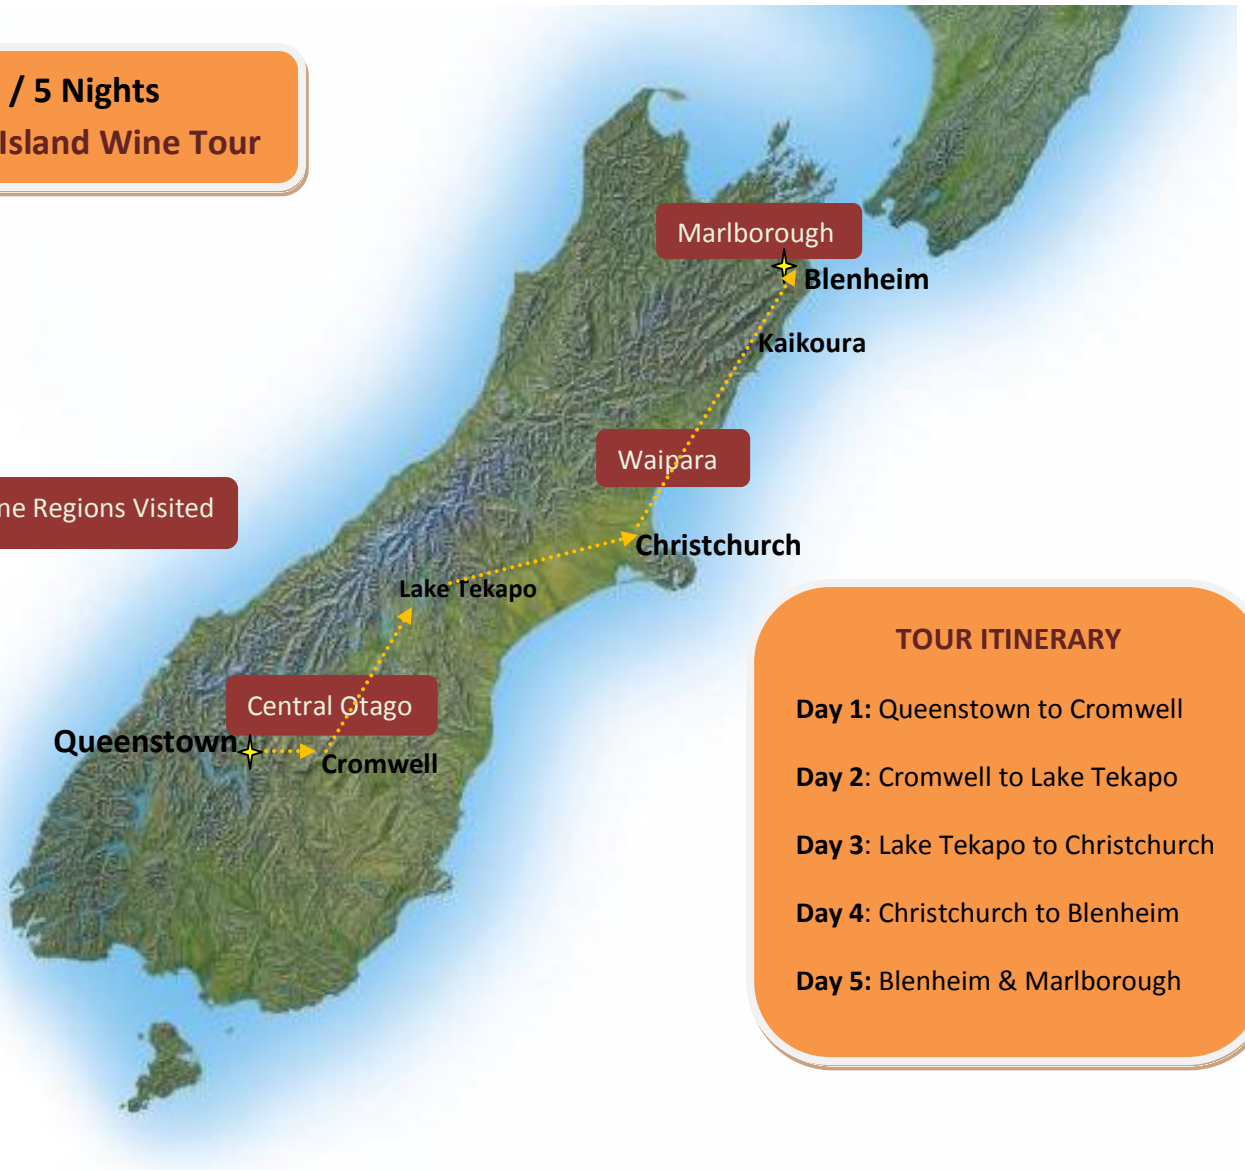 / 5 Nights
Island Wine Tour
Marlborough
Blenheim
Kaikoura
Waipara
ne Regions Visited
Christchurch
Lake Tekapo
Central Otago
Queenstown
Cromwell
TOUR ITINERARY
Day 1: Queenstown to Cromwell
Day 2: Cromwell to Lake Tekapo
Day 3: Lake Tekapo to Christchurch
Day 4: Christchurch to Blenheim
Day 5: Blenheim & Marlborough